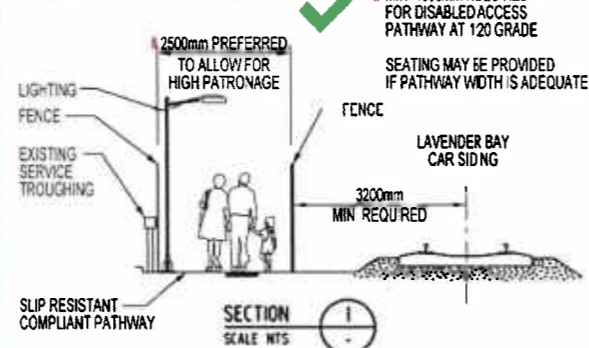 FOR DISABLED ACCESS
PATHWAY AT 120 GRADE
SEATING MAY BE PROVIDED
IF PATHWAY WIDTH IS ADEQUATE
2500mm PREFERRED
TO ALLOW FOR
HIGH PATRONAGE
LIGHTING
FENCE
EXISTING
SERVICE
TROUGHING
FENCE
LAVENDER BAY
CAR SIDING
3200mm
MIN REQUIRED
SLIP RESISTANT
COMPLIANT PATHWAY
SECTION 1
SCALE NTS -